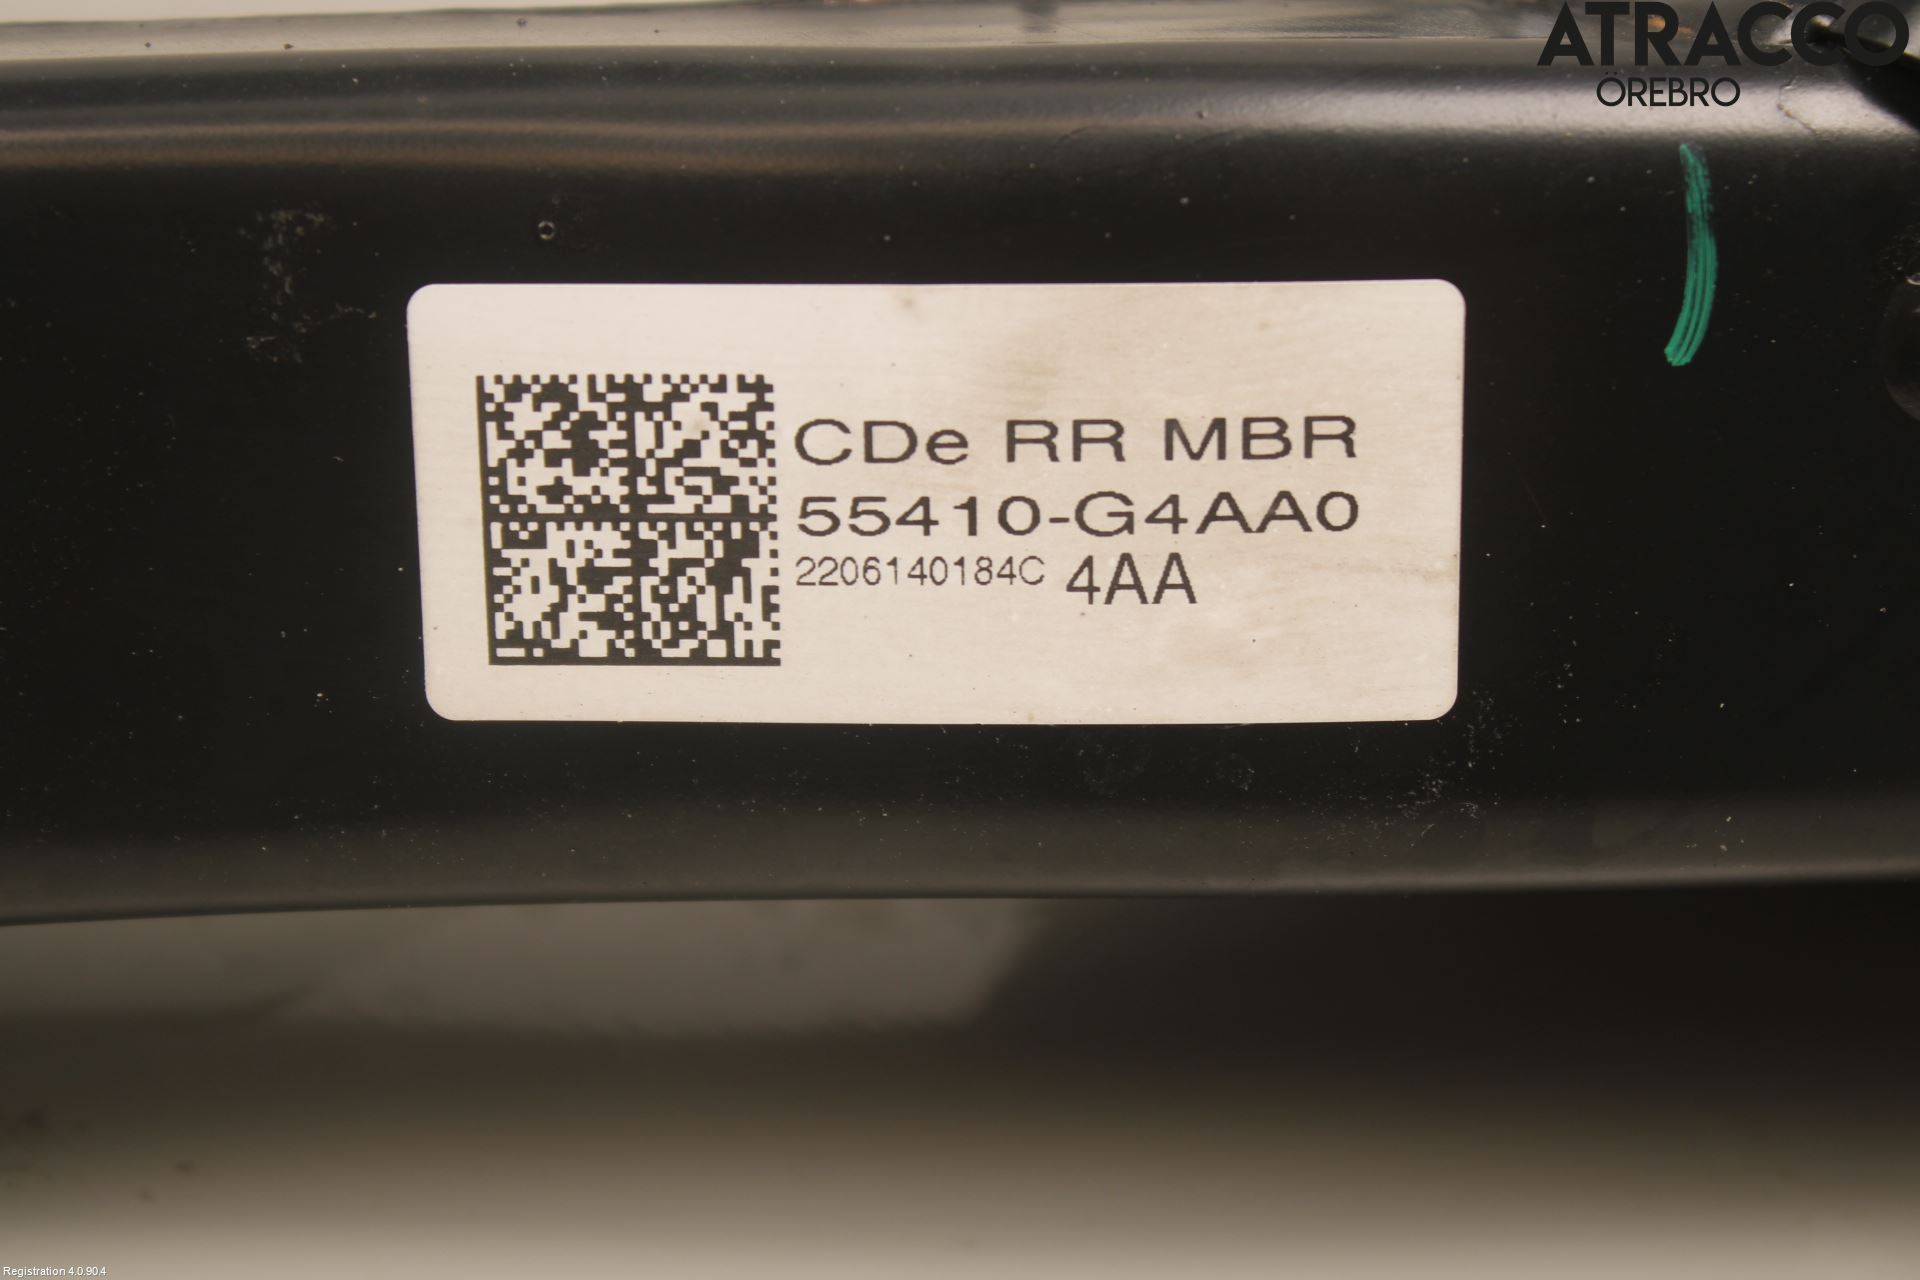 ATRACCO
ÖREBRO
CDe RR MBR
55410-G4AA0
2206140184C 4AA
Registration 4.0.90.4